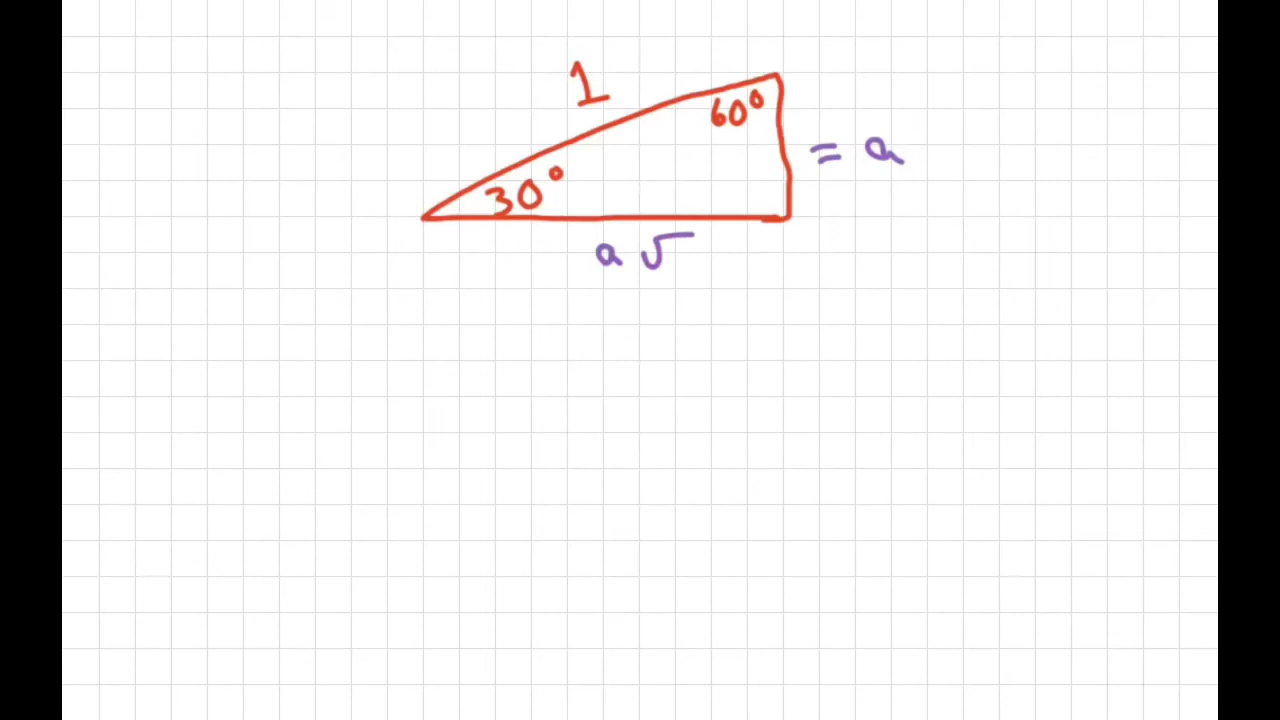 1
60°
= a
30°
a √